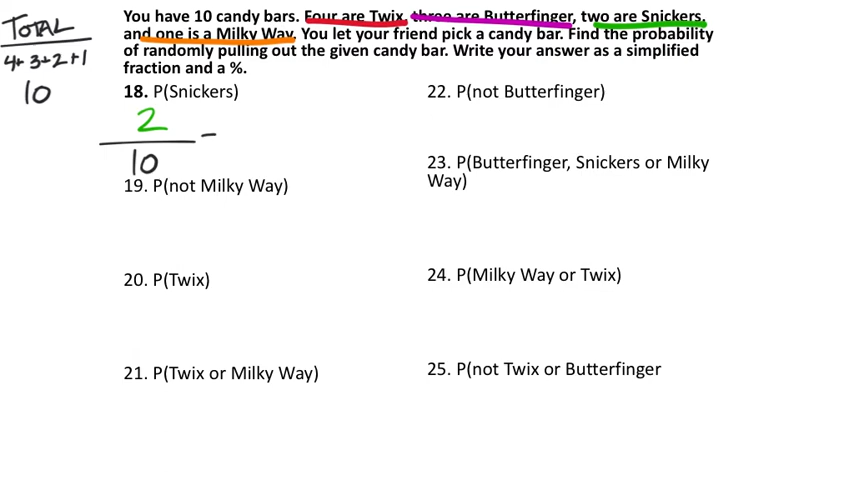 TOTAL
4+ 3+2+1
10
You have 10 candy bars. Four are Twix, three are Butterfinger, two are Snickers,
and one is a Milky Way. You let your friend pick a candy bar. Find the probability
of randomly pulling out the given candy bar. Write your answer as a simplified
fraction and a %.
18. P(Snickers)
2
10
-
19. P(not Milky Way)
20. P(Twix)
21. P(Twix or Milky Way)
22. P(not Butterfinger)
23. P(Butterfinger, Snickers or Milky
Way)
24. P(Milky Way or Twix)
25. P(not Twix or Butterfinger